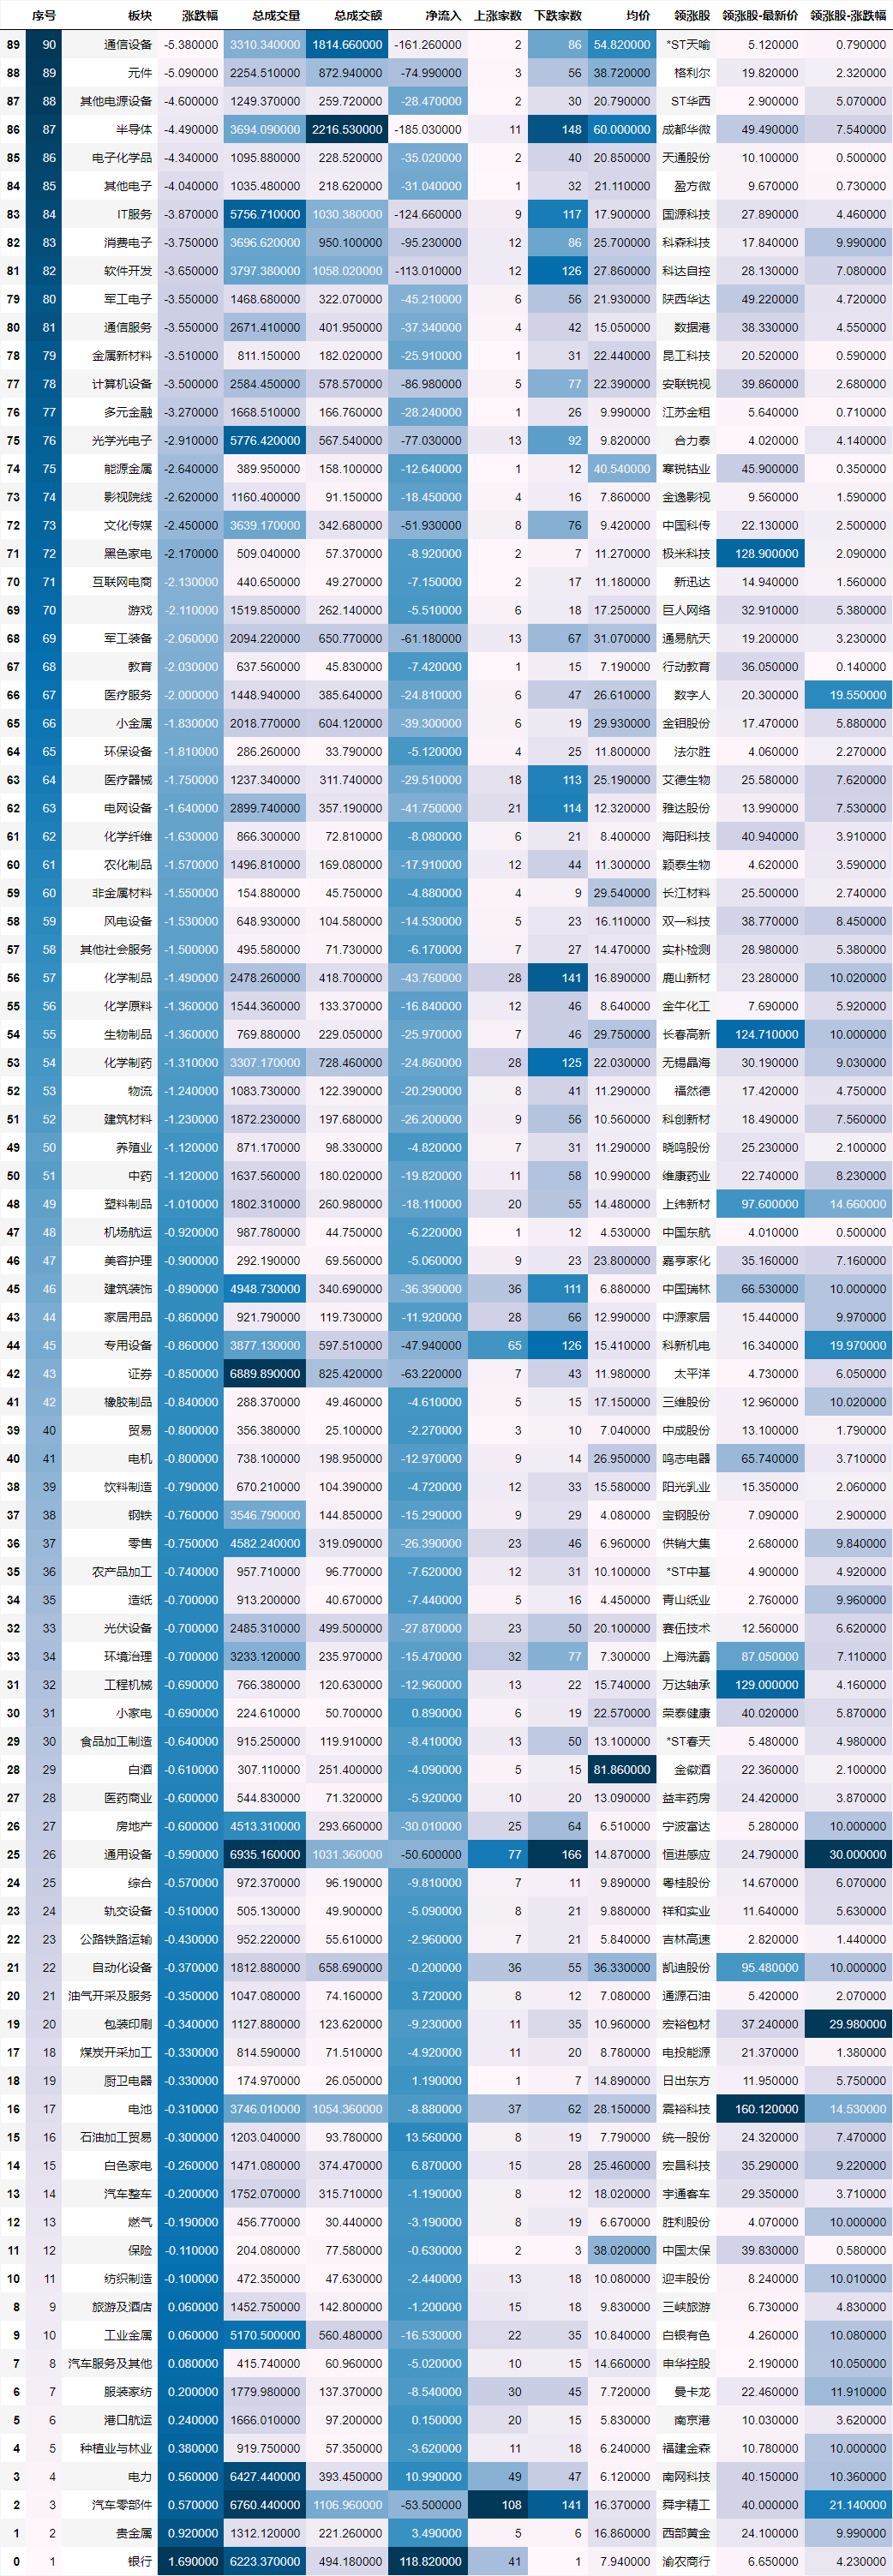 序号 板块 涨跌幅 总成交量 总成交额 净流入 上涨家数 下跌家数 均价 领涨股 领涨股-最新价 领涨股-涨跌幅
89 90 通信设备 -5.380000 3310.340000 1814.660000 -161.260000 2 86 54.820000 *ST天喻 5.120000 0.790000
88 89 元件 -5.090000 2254.510000 872.940000 -74.990000 3 56 38.720000 格利尔 19.820000 2.320000
87 88 其他电源设备 -4.600000 1249.370000 259.720000 -28.470000 2 30 20.790000 ST华西 2.900000 5.070000
86 87 半导体 -4.490000 3694.090000 2216.530000 -185.030000 11 148 60.000000 成都华微 49.490000 7.540000
85 86 电子化学品 -4.340000 1095.880000 228.520000 -35.020000 2 40 20.850000 天通股份 10.100000 0.500000
84 85 其他电子 -4.040000 1035.480000 218.620000 -31.040000 1 32 21.110000 盈方微 9.670000 0.730000
83 84 IT服务 -3.870000 5756.710000 1030.380000 -124.660000 9 117 17.900000 国源科技 27.890000 4.460000
82 83 消费电子 -3.750000 3696.620000 950.100000 -95.230000 12 86 25.700000 科森科技 17.840000 9.990000
81 82 软件开发 -3.650000 3797.380000 1058.020000 -113.010000 12 126 27.860000 科达自控 28.130000 7.080000
79 80 军工电子 -3.550000 1468.680000 322.070000 -45.210000 6 56 21.930000 陕西华达 49.220000 4.720000
80 81 通信服务 -3.550000 2671.410000 401.950000 -37.340000 4 42 15.050000 数据港 38.330000 4.550000
78 79 金属新材料 -3.510000 811.150000 182.020000 -25.910000 1 31 22.440000 昆工科技 20.520000 0.590000
77 78 计算机设备 -3.500000 2584.450000 578.570000 -86.980000 5 77 22.390000 安联锐视 39.860000 2.680000
76 77 多元金融 -3.270000 1668.510000 166.760000 -28.240000 1 26 9.990000 江苏金租 5.640000 0.710000
75 76 光学光电子 -2.910000 5776.420000 567.540000 -77.030000 13 92 9.820000 合力泰 4.020000 4.140000
74 75 能源金属 -2.640000 389.950000 158.100000 -12.640000 1 12 40.540000 寒锐钴业 45.900000 0.350000
73 74 影视院线 -2.620000 1160.400000 91.150000 -18.450000 4 16 7.860000 金逸影视 9.560000 1.590000
72 73 文化传媒 -2.450000 3639.170000 342.680000 -51.930000 8 76 9.420000 中国科传 22.130000 2.500000
71 72 黑色家电 -2.170000 509.040000 57.370000 -8.920000 2 7 11.270000 极米科技 128.900000 2.090000
70 71 互联网电商 -2.130000 440.650000 49.270000 -7.150000 2 17 11.180000 新迅达 14.940000 1.560000
69 70 游戏 -2.110000 1519.850000 262.140000 -5.510000 6 18 17.250000 巨人网络 32.910000 5.380000
68 69 军工装备 -2.060000 2094.220000 650.770000 -61.180000 13 67 31.070000 通易航天 19.200000 3.230000
67 68 教育 -2.030000 637.560000 45.830000 -7.420000 1 15 7.190000 行动教育 36.050000 0.140000
66 67 医疗服务 -2.000000 1448.940000 385.640000 -24.810000 6 47 26.610000 数字人 20.300000 19.550000
65 66 小金属 -1.830000 2018.770000 604.120000 -39.300000 6 19 29.930000 金钼股份 17.470000 5.880000
64 65 环保设备 -1.810000 286.260000 33.790000 -5.120000 4 25 11.800000 法尔胜 4.060000 2.270000
63 64 医疗器械 -1.750000 1237.340000 311.740000 -29.510000 18 113 25.190000 艾德生物 25.580000 7.620000
62 63 电网设备 -1.640000 2899.740000 357.190000 -41.750000 21 114 12.320000 雅达股份 13.990000 7.530000
61 62 化学纤维 -1.630000 866.300000 72.810000 -8.080000 6 21 8.400000 海阳科技 40.940000 3.910000
60 61 农化制品 -1.570000 1496.810000 169.080000 -17.910000 12 44 11.300000 颖泰生物 4.620000 3.590000
59 60 非金属材料 -1.550000 154.880000 45.750000 -4.880000 4 9 29.540000 长江材料 25.500000 2.740000
58 59 风电设备 -1.530000 648.930000 104.580000 -14.530000 5 23 16.110000 双一科技 38.770000 8.450000
57 58 其他社会服务 -1.500000 495.580000 71.730000 -6.170000 7 27 14.470000 实朴检测 28.980000 5.380000
56 57 化学制品 -1.490000 2478.260000 418.700000 -43.760000 28 141 16.890000 鹿山新材 23.280000 10.020000
55 56 化学原料 -1.360000 1544.360000 133.370000 -16.840000 12 46 8.640000 金牛化工 7.690000 5.920000
54 55 生物制品 -1.360000 769.880000 229.050000 -25.970000 7 46 29.750000 长春高新 124.710000 10.000000
53 54 化学制药 -1.310000 3307.170000 728.460000 -24.860000 28 125 22.030000 无锡晶海 30.190000 9.030000
52 53 物流 -1.240000 1083.730000 122.390000 -20.290000 8 41 11.290000 福然德 17.420000 4.750000
51 52 建筑材料 -1.230000 1872.230000 197.680000 -26.200000 9 56 10.560000 科创新材 18.490000 7.560000
49 50 养殖业 -1.120000 871.170000 98.330000 -4.820000 7 31 11.290000 晓鸣股份 25.230000 2.100000
50 51 中药 -1.120000 1637.560000 180.020000 -19.820000 11 58 10.990000 维康药业 22.740000 8.230000
48 49 塑料制品 -1.010000 1802.310000 260.980000 -18.110000 20 55 14.480000 上纬新材 97.600000 14.660000
47 48 机场航运 -0.920000 987.780000 44.750000 -6.220000 1 12 4.530000 中国东航 4.010000 0.500000
46 47 美容护理 -0.900000 292.190000 69.560000 -5.060000 9 23 23.800000 嘉亨家化 35.160000 7.160000
45 46 建筑装饰 -0.890000 4948.730000 340.690000 -36.390000 36 111 6.880000 中国瑞林 66.530000 10.000000
43 44 家居用品 -0.860000 921.790000 119.730000 -11.920000 28 66 12.990000 中源家居 15.440000 9.970000
44 45 专用设备 -0.860000 3877.130000 597.510000 -47.940000 65 126 15.410000 科新机电 16.340000 19.970000
42 43 证券 -0.850000 6889.890000 825.420000 -63.220000 7 43 11.980000 太平洋 4.730000 6.050000
41 42 橡胶制品 -0.840000 288.370000 49.460000 -4.610000 5 15 17.150000 三维股份 12.960000 10.020000
39 40 贸易 -0.800000 356.380000 25.100000 -2.270000 3 10 7.040000 中成股份 13.100000 1.790000
40 41 电机 -0.800000 738.100000 198.950000 -12.970000 9 14 26.950000 鸣志电器 65.740000 3.710000
38 39 饮料制造 -0.790000 670.210000 104.390000 -4.720000 12 33 15.580000 阳光乳业 15.350000 2.060000
37 38 钢铁 -0.760000 3546.790000 144.850000 -15.290000 9 29 4.080000 宝钢股份 7.090000 2.900000
36 37 零售 -0.750000 4582.240000 319.090000 -26.390000 23 46 6.960000 供销大集 2.680000 9.840000
35 36 农产品加工 -0.740000 957.710000 96.770000 -7.620000 12 31 10.100000 *ST中基 4.900000 4.920000
34 35 造纸 -0.700000 913.200000 40.670000 -7.440000 5 16 4.450000 青山纸业 2.760000 9.960000
32 33 光伏设备 -0.700000 2485.310000 499.500000 -27.870000 23 50 20.100000 赛伍技术 12.560000 6.620000
33 34 环境治理 -0.700000 3233.120000 235.970000 -15.470000 32 77 7.300000 上海洗霸 87.050000 7.110000
31 32 工程机械 -0.690000 766.380000 120.630000 -12.960000 13 22 15.740000 万达轴承 129.000000 4.160000
30 31 小家电 -0.690000 224.610000 50.700000 0.890000 6 19 22.570000 荣泰健康 40.020000 5.870000
29 30 食品加工制造 -0.640000 915.250000 119.910000 -8.410000 13 50 13.100000 *ST春天 5.480000 4.980000
28 29 白酒 -0.610000 307.110000 251.400000 -4.090000 5 15 81.860000 金徽酒 22.360000 2.100000
27 28 医药商业 -0.600000 544.830000 71.320000 -5.920000 10 20 13.090000 益丰药房 24.420000 3.870000
26 27 房地产 -0.600000 4513.310000 293.660000 -30.010000 25 64 6.510000 宁波富达 5.280000 10.000000
25 26 通用设备 -0.590000 6935.160000 1031.360000 -50.600000 77 166 14.870000 恒进感应 24.790000 30.000000
24 25 综合 -0.570000 972.370000 96.190000 -9.810000 7 11 9.890000 粤桂股份 14.670000 6.070000
23 24 轨交设备 -0.510000 505.130000 49.900000 -5.090000 8 21 9.880000 祥和实业 11.640000 5.630000
22 23 公路铁路运输 -0.430000 952.220000 55.610000 -2.960000 7 21 5.840000 吉林高速 2.820000 1.440000
21 22 自动化设备 -0.370000 1812.880000 658.690000 -0.200000 36 55 36.330000 凯迪股份 95.480000 10.000000
20 21 油气开采及服务 -0.350000 1047.080000 74.160000 3.720000 8 12 7.080000 通源石油 5.420000 2.070000
19 20 包装印刷 -0.340000 1127.880000 123.620000 -9.230000 11 35 10.960000 宏裕包材 37.240000 29.980000
17 18 煤炭开采加工 -0.330000 814.590000 71.510000 -4.920000 11 20 8.780000 电投能源 21.370000 1.380000
18 19 厨卫电器 -0.330000 174.970000 26.050000 1.190000 1 7 14.890000 日出东方 11.950000 5.750000
16 17 电池 -0.310000 3746.010000 1054.360000 -8.880000 37 62 28.150000 震裕科技 160.120000 14.530000
15 16 石油加工贸易 -0.300000 1203.040000 93.780000 13.560000 8 19 7.790000 统一股份 24.320000 7.470000
14 15 白色家电 -0.260000 1471.080000 374.470000 6.870000 15 28 25.460000 宏昌科技 35.290000 9.220000
13 14 汽车整车 -0.200000 1752.070000 315.710000 -1.190000 8 12 18.020000 宇通客车 29.350000 3.710000
12 13 燃气 -0.190000 456.770000 30.440000 -3.190000 8 19 6.670000 胜利股份 4.070000 10.000000
11 12 保险 -0.110000 204.080000 77.580000 -0.630000 2 3 38.020000 中国太保 39.830000 0.580000
10 11 纺织制造 -0.100000 472.350000 47.630000 -2.440000 13 18 10.080000 迎丰股份 8.240000 10.010000
8 9 旅游及酒店 0.060000 1452.750000 142.800000 -1.200000 15 18 9.830000 三峡旅游 6.730000 4.830000
9 10 工业金属 0.060000 5170.500000 560.480000 -16.530000 22 35 10.840000 白银有色 4.260000 10.080000
7 8 汽车服务及其他 0.080000 415.740000 60.960000 -5.020000 10 15 14.660000 申华控股 2.190000 10.050000
6 7 服装家纺 0.200000 1779.980000 137.370000 -8.540000 30 45 7.720000 曼卡龙 22.460000 11.910000
5 6 港口航运 0.240000 1666.010000 97.200000 0.150000 20 15 5.830000 南京港 10.030000 3.620000
4 5 种植业与林业 0.380000 919.750000 57.350000 -3.620000 11 18 6.240000 福建金森 10.780000 10.000000
3 4 电力 0.560000 6427.440000 393.450000 10.990000 49 47 6.120000 南网科技 40.150000 10.360000
2 3 汽车零部件 0.570000 6760.440000 1106.960000 -53.500000 108 141 16.370000 舜宇精工 40.000000 21.140000
1 2 贵金属 0.920000 1312.120000 221.260000 3.490000 5 6 16.860000 西部黄金 24.100000 9.990000
0 1 银行 1.690000 6223.370000 494.180000 118.820000 41 1 7.940000 渝农商行 6.650000 4.230000